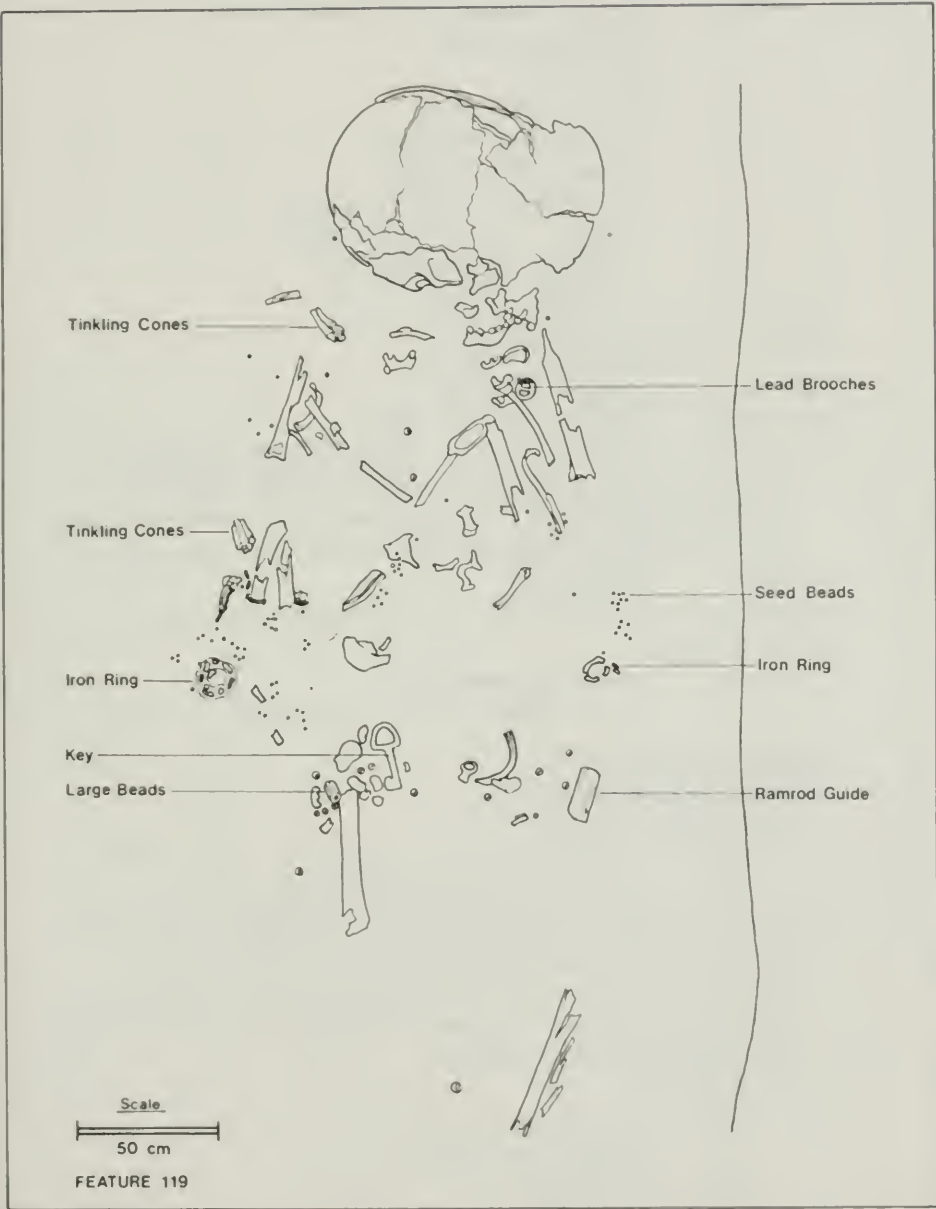 Tinkling Cones
Lead Brooches
Tinkling Cones
Seed Beads
Iron Ring
Iron Ring
Key
Large Beads
Ramrod Guide
Scale
50 cm
FEATURE 119